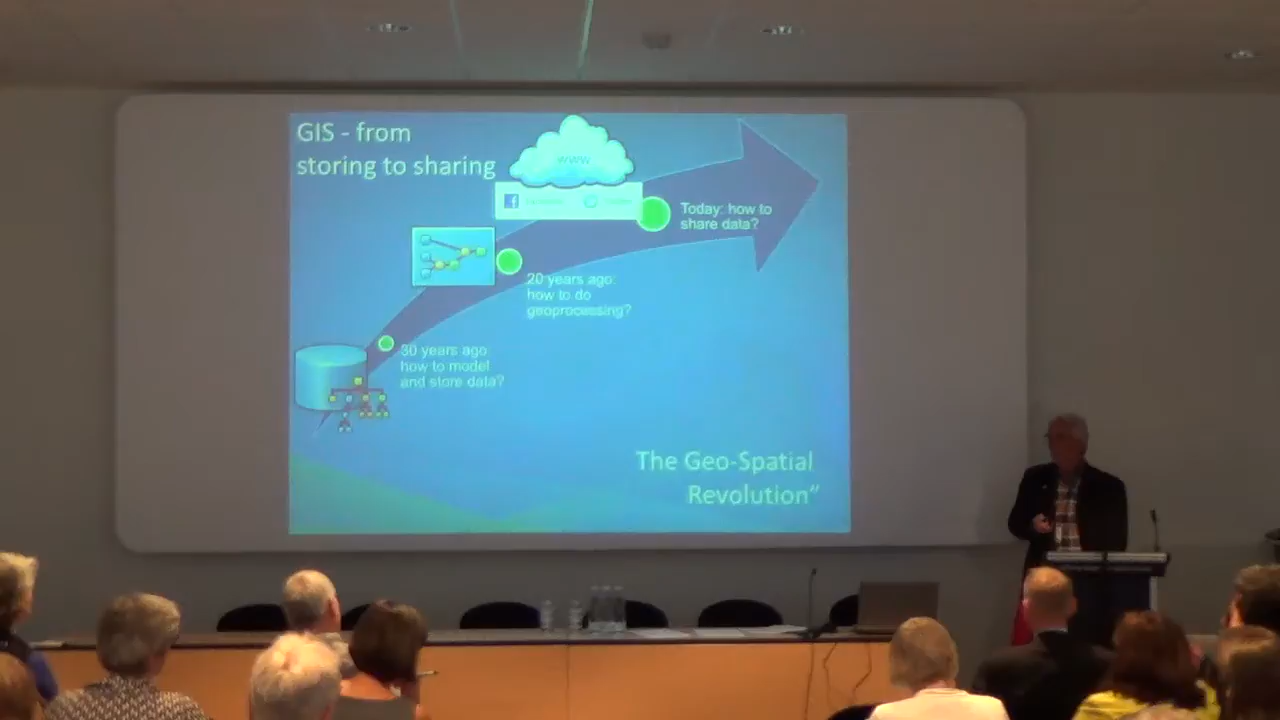 GIS - from
storing to sharing
www
Today: how to
share data?
20 years ago:
how to do
geoprocessing?
30 years ago
how to model
and store data?
The Geo-Spatial
Revolution“